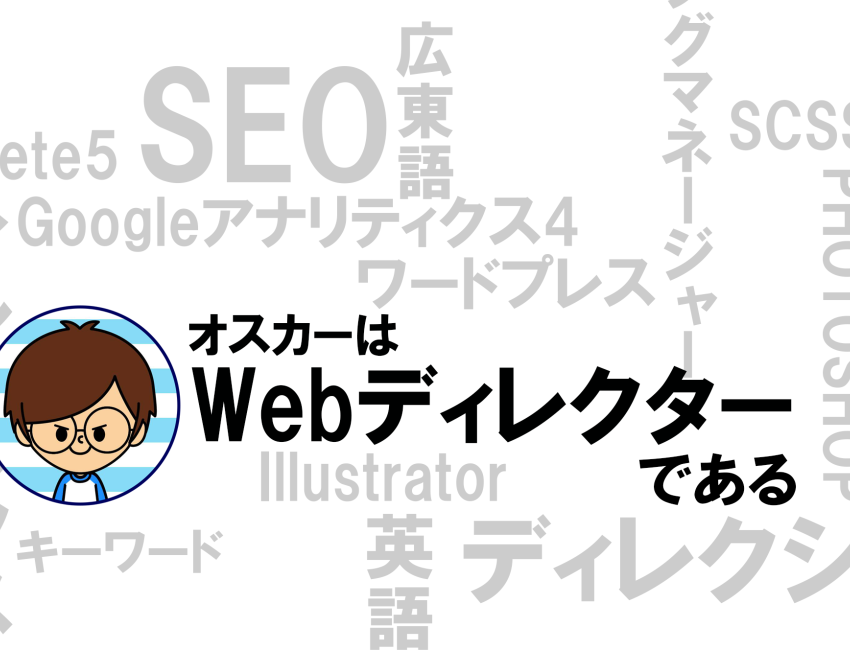 グマネージャー
広東語
SEO
SCSS
ete5
Googleアナリティクス4
PHOTOSHOP
ワードプレス
オスカーは
Webディレクター
である
Illustrator
キーワード
英語
ディレクシ